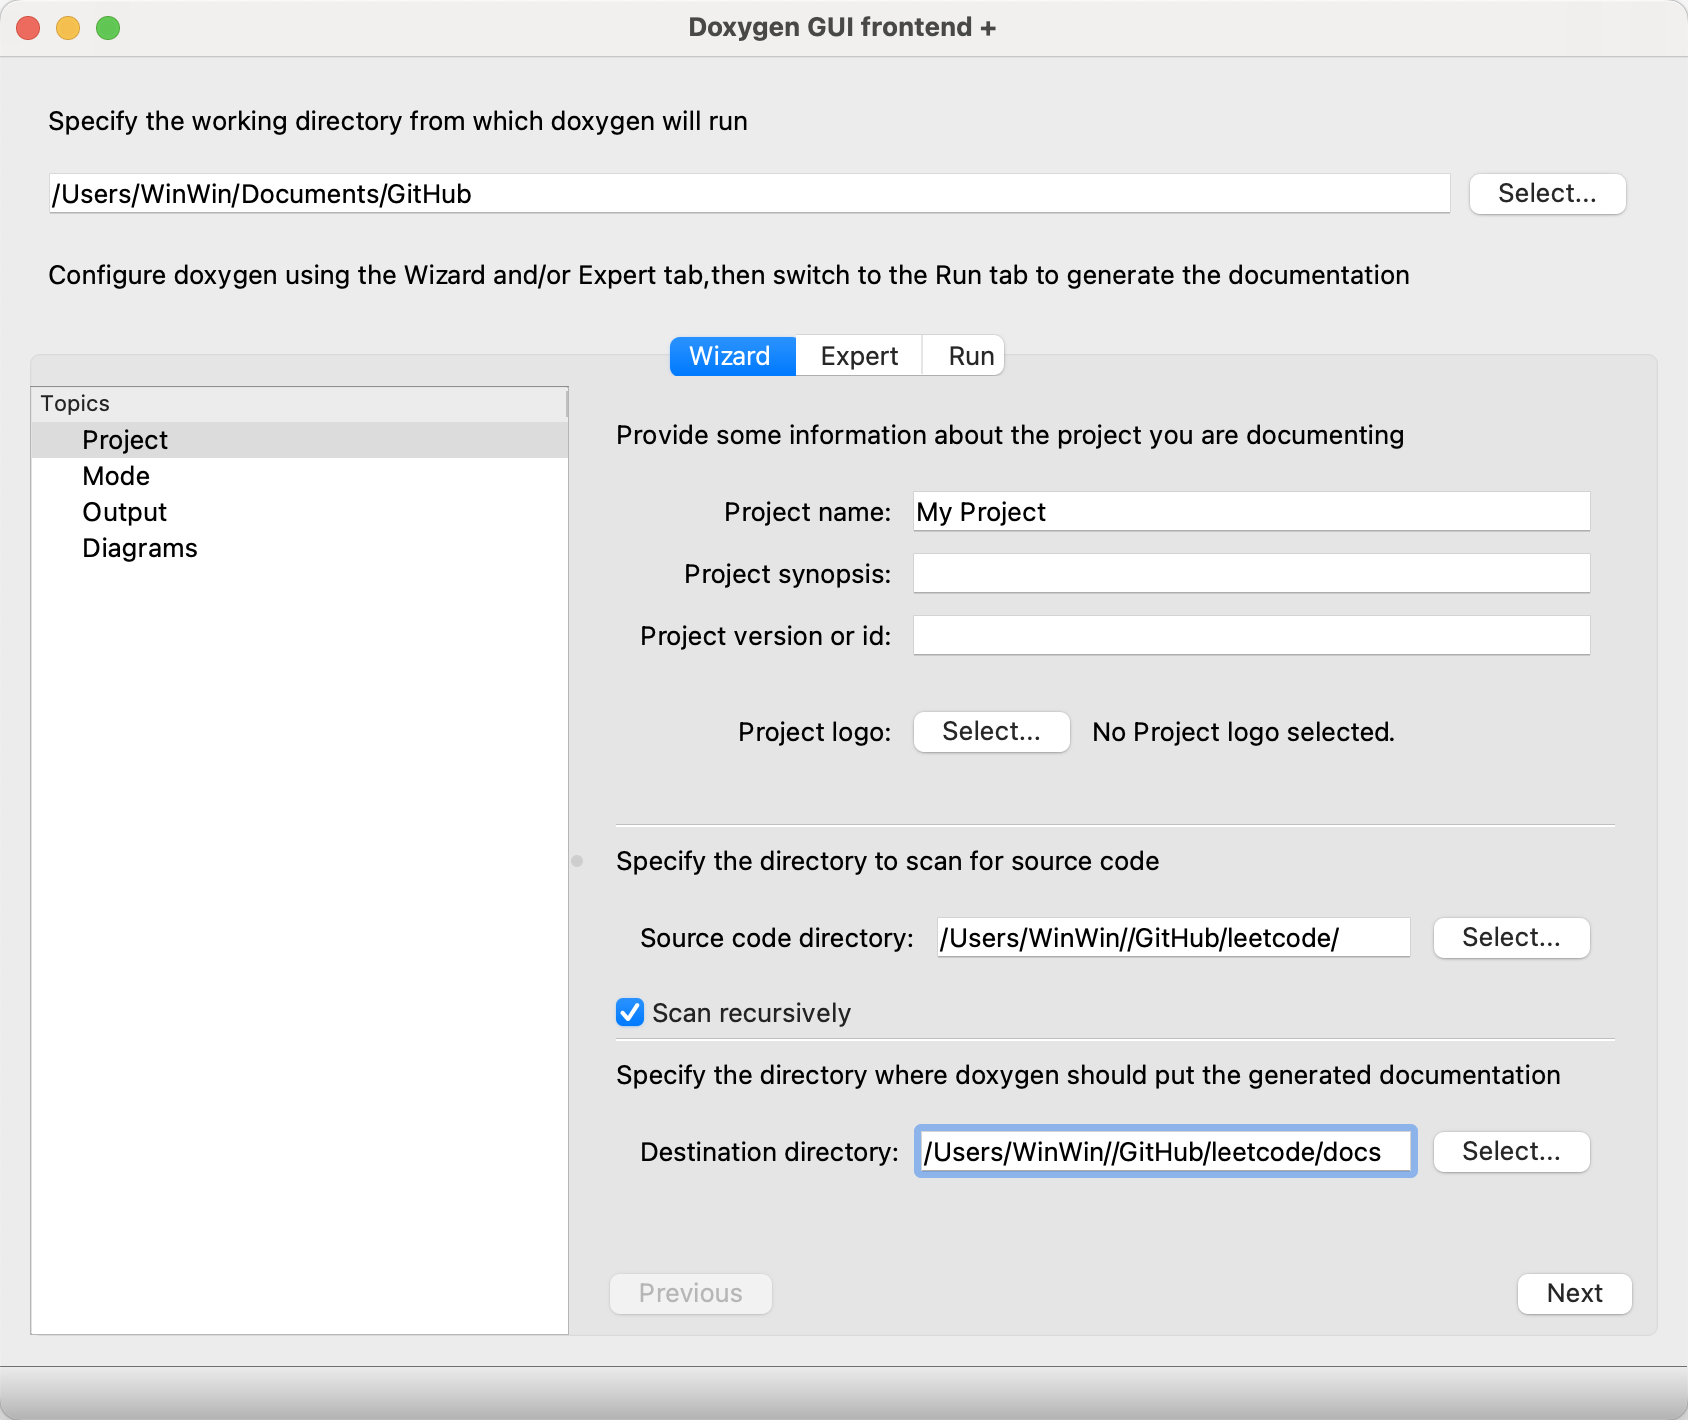 Doxygen GUI frontend +
Specify the working directory from which doxygen will run
/Users/WinWin/Documents/GitHub
Select...
Configure doxygen using the Wizard and/or Expert tab,then switch to the Run tab to generate the documentation
Wizard Expert Run
Topics
Project
Mode
Output
Diagrams
Provide some information about the project you are documenting
Project name: My Project
Project synopsis:
Project version or id:
Project logo: Select... No Project logo selected.
Specify the directory to scan for source code
Source code directory: /Users/WinWin//GitHub/leetcode/ Select...
Scan recursively
Specify the directory where doxygen should put the generated documentation
Destination directory: /Users/WinWin//GitHub/leetcode/docs Select...
Previous Next